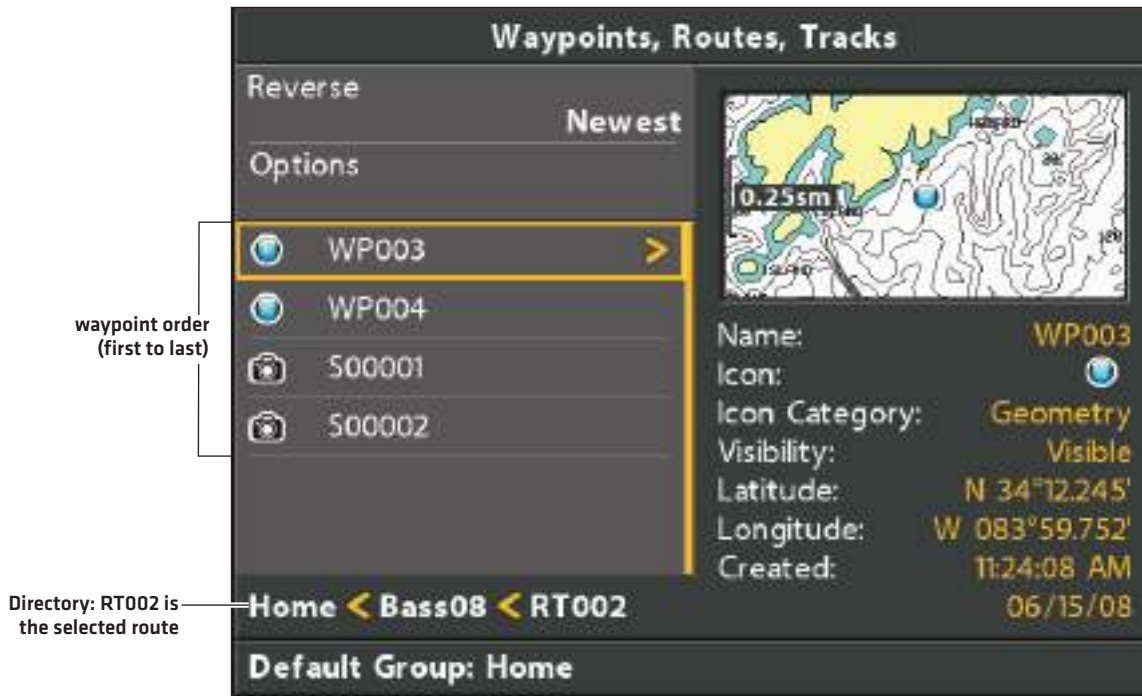 Waypoints, Routes, Tracks
Reverse
Newest
Options
WP003 >
WP004
S00001
S00002
waypoint order
(first to last)
0.25sm
ISLAND
Name: WP003
Icon:
Icon Category: Geometry
Visibility: Visible
Latitude: N 34°12.245'
Longitude: W 083°59.752'
Created: 11:24:08 AM
06/15/08
Directory: RT002 is
the selected route
Home < Bass08 < RT002
Default Group: Home